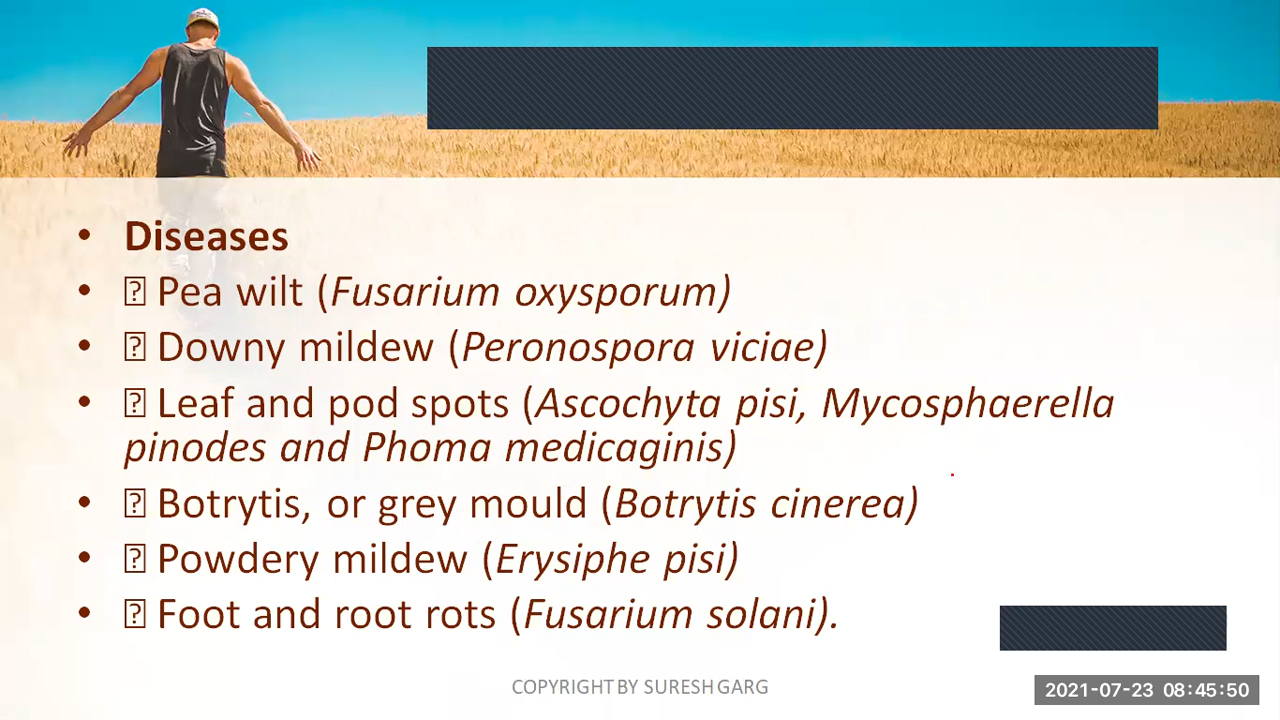 • Diseases
• Pea wilt (Fusarium oxysporum)
• Downy mildew (Peronospora viciae)
• Leaf and pod spots (Ascochyta pisi, Mycosphaerella
pinodes and Phoma medicaginis)
• Botrytis, or grey mould (Botrytis cinerea)
• Powdery mildew (Erysiphe pisi)
• Foot and root rots (Fusarium solani).
COPYRIGHT BY SURESH GARG
2021-07-23 08:45:50